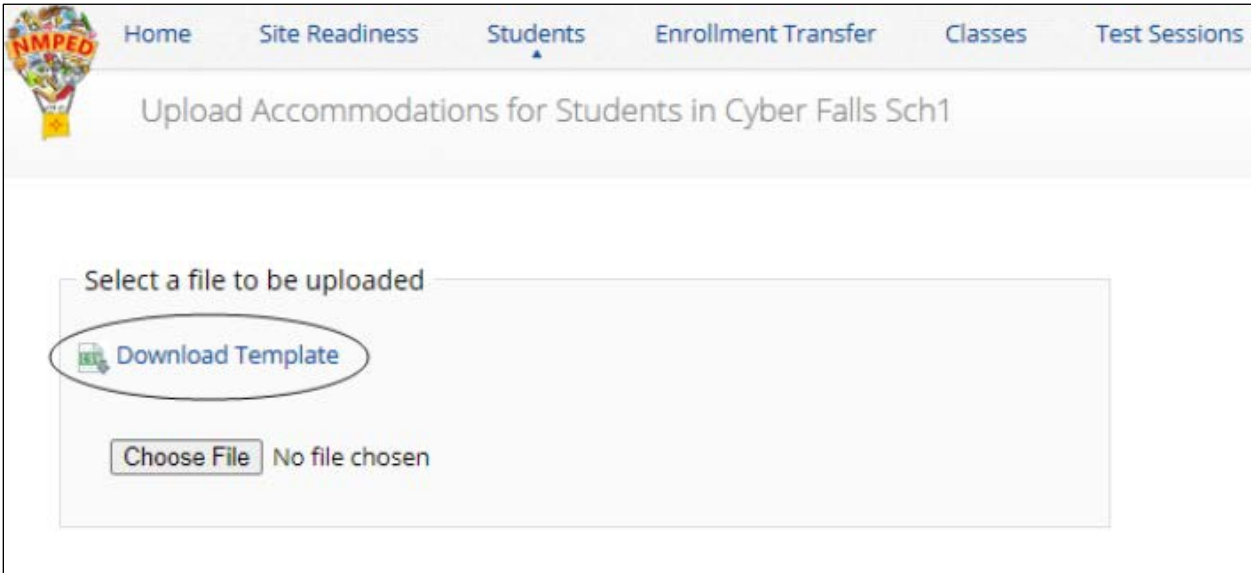 NMPED
Home Site Readiness Students Enrollment Transfer Classes Test Sessions
Upload Accommodations for Students in Cyber Falls Sch1
Select a file to be uploaded
Download Template
Choose File No file chosen